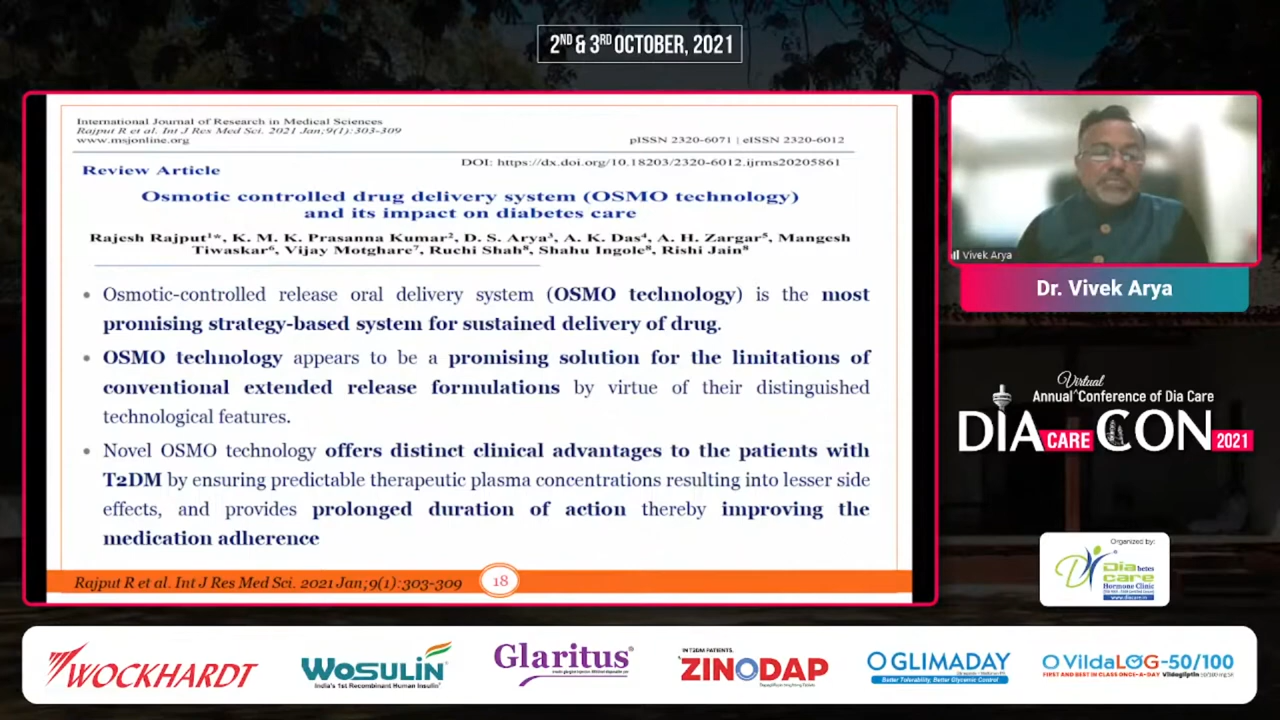 2ND & 3RD OCTOBER, 2021
International Journal of Research in Medical Sciences
Rajput R et al. Int J Res Med Sci. 2021 Jan;9(1):303-309
www.msjonline.org
pISSN 2320-6071 | eISSN 2320-6012
DOI: https://dx.doi.org/10.18203/2320-6012.ijrms20205861
Review Article
Osmotic controlled drug delivery system (OSMO technology)
and its impact on diabetes care
Rajesh Rajput¹*, K. M. K. Prasanna Kumar², D. S. Arya³, A. K. Das⁴, A. H. Zargar⁵, Mangesh
Tiwaskar⁶, Vijay Motghare⁷, Ruchi Shah⁸, Shahu Ingole⁸, Rishi Jain⁸
• Osmotic-controlled release oral delivery system (OSMO technology) is the most
promising strategy-based system for sustained delivery of drug.
• OSMO technology appears to be a promising solution for the limitations of
conventional extended release formulations by virtue of their distinguished
technological features.
• Novel OSMO technology offers distinct clinical advantages to the patients with
T2DM by ensuring predictable therapeutic plasma concentrations resulting into lesser side
effects, and provides prolonged duration of action thereby improving the
medication adherence
Rajput R et al. Int J Res Med Sci. 2021 Jan;9(1):303-309
18
Vivek Arya
Dr. Vivek Arya
Virtual
Annual^Conference of Dia Care
DIA CARE CON 2021
Organized by:
Diabetes
care
Hormone Clinic
www.diacare.in
WOCKHARDT
WOSULIN
India's 1st Recombinant Human Insulin
Glaritus
IN T2DM PATIENTS,
ZINODAP
GLIMADAY
Better Tolerability, Better Glycemic Control
VildaLOG-50/100
FIRST AND BEST IN CLASS ONCE-A-DAY Vildagliptin